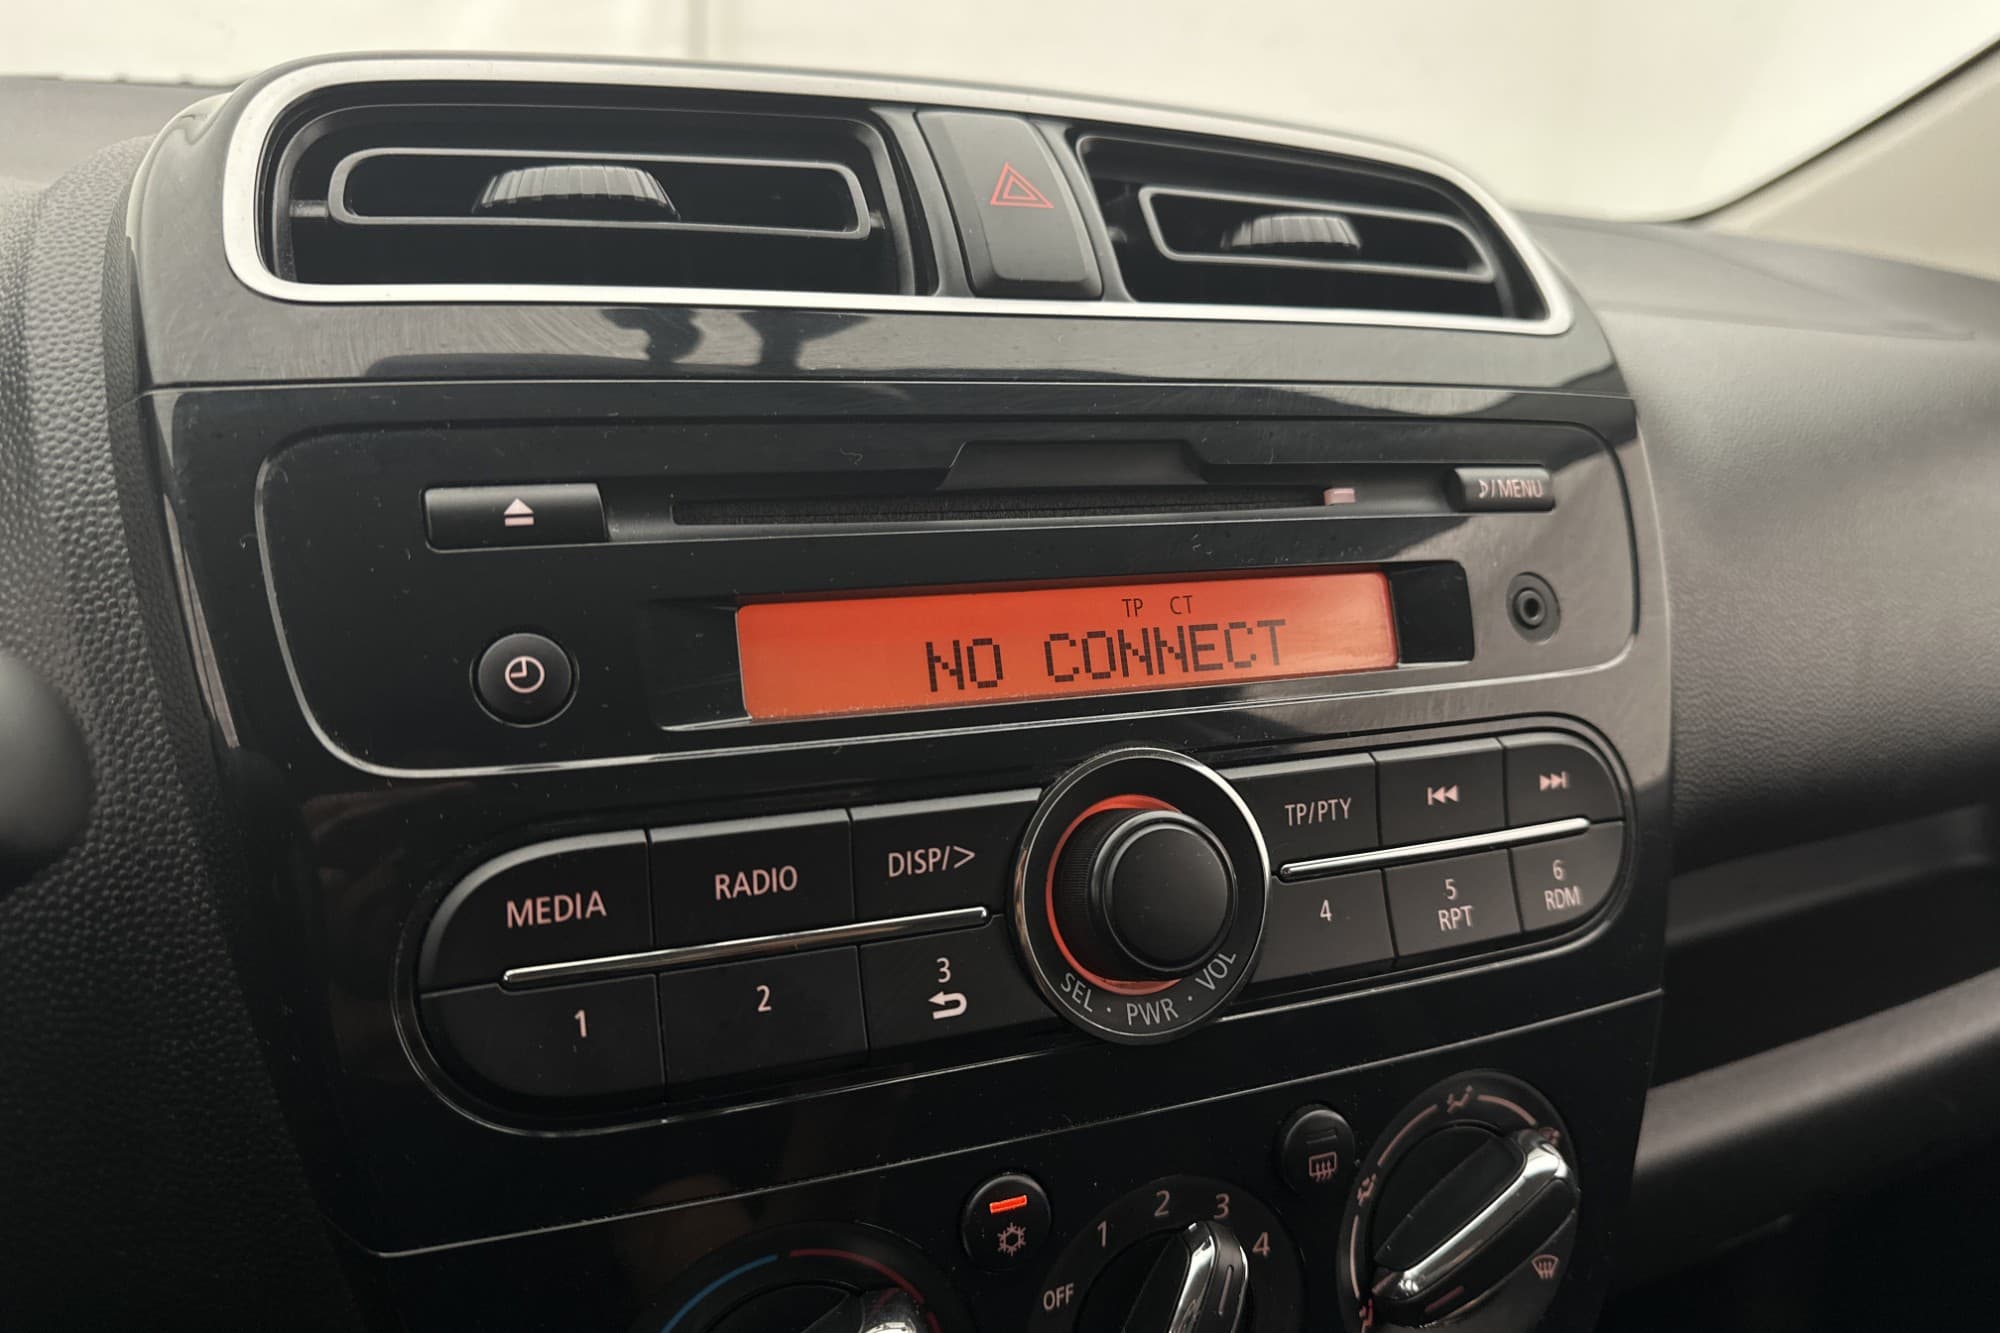 ♪/MENU
TP CT
NO CONNECT
MEDIA
RADIO
DISP/>
TP/PTY
1
2
3
4
5
RPT
6
RDM
SEL · PWR · VOL
OFF
1
2
3
4